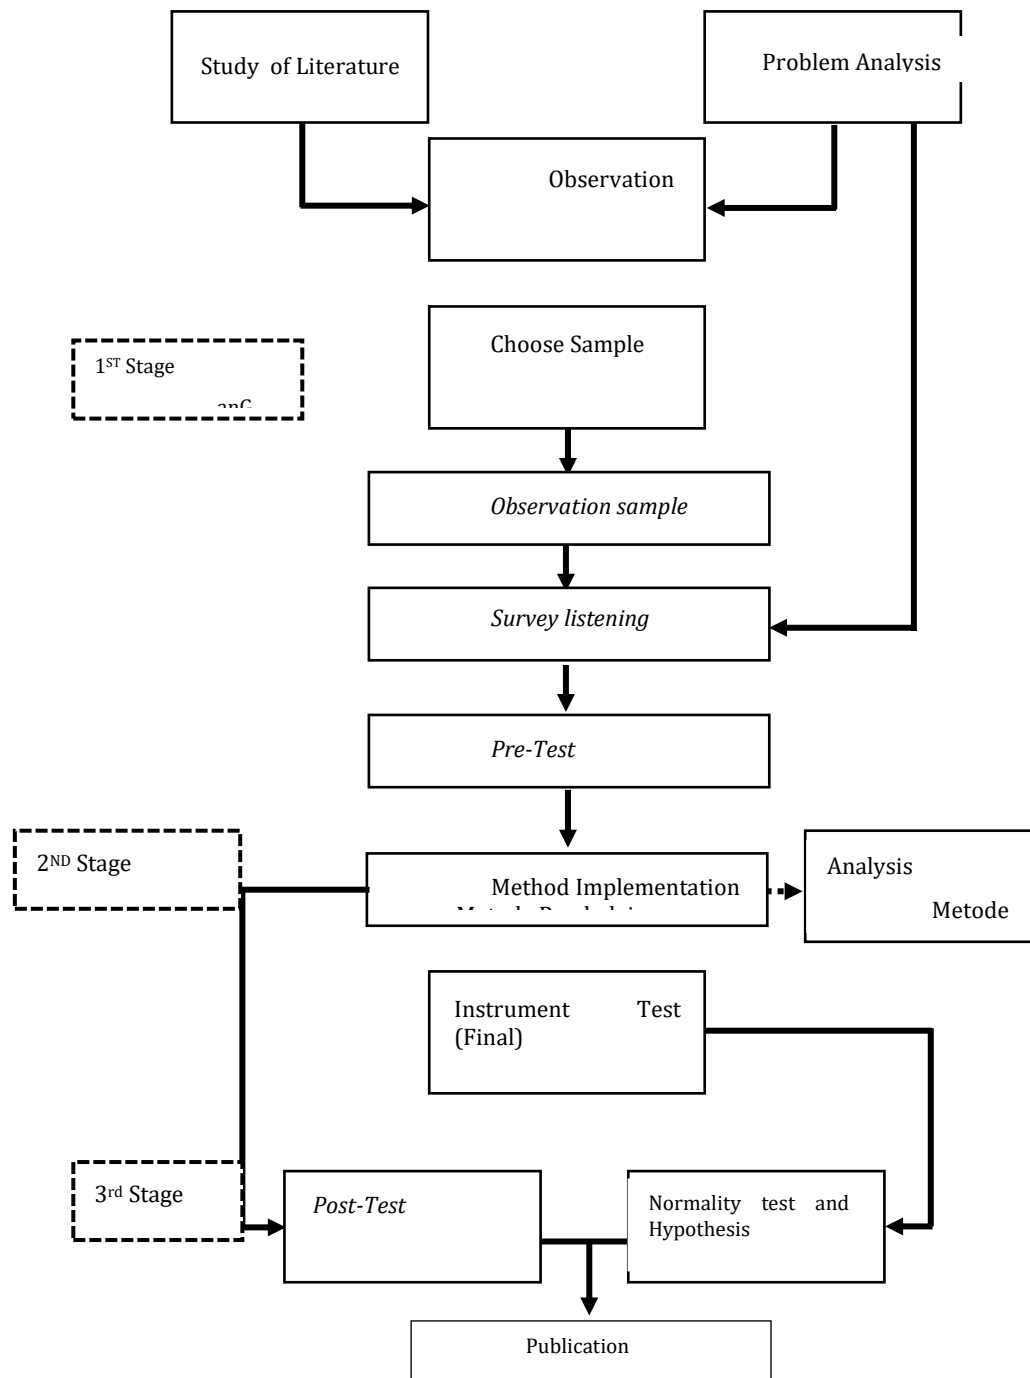 Study of Literature
Problem Analysis
Observation
Choose Sample
1ST Stage
Observation sample
Survey listening
Pre-Test
2ND Stage
Method Implementation
Analysis
Metode
Instrument Test
(Final)
3rd Stage
Post-Test
Normality test and
Hypothesis
Publication